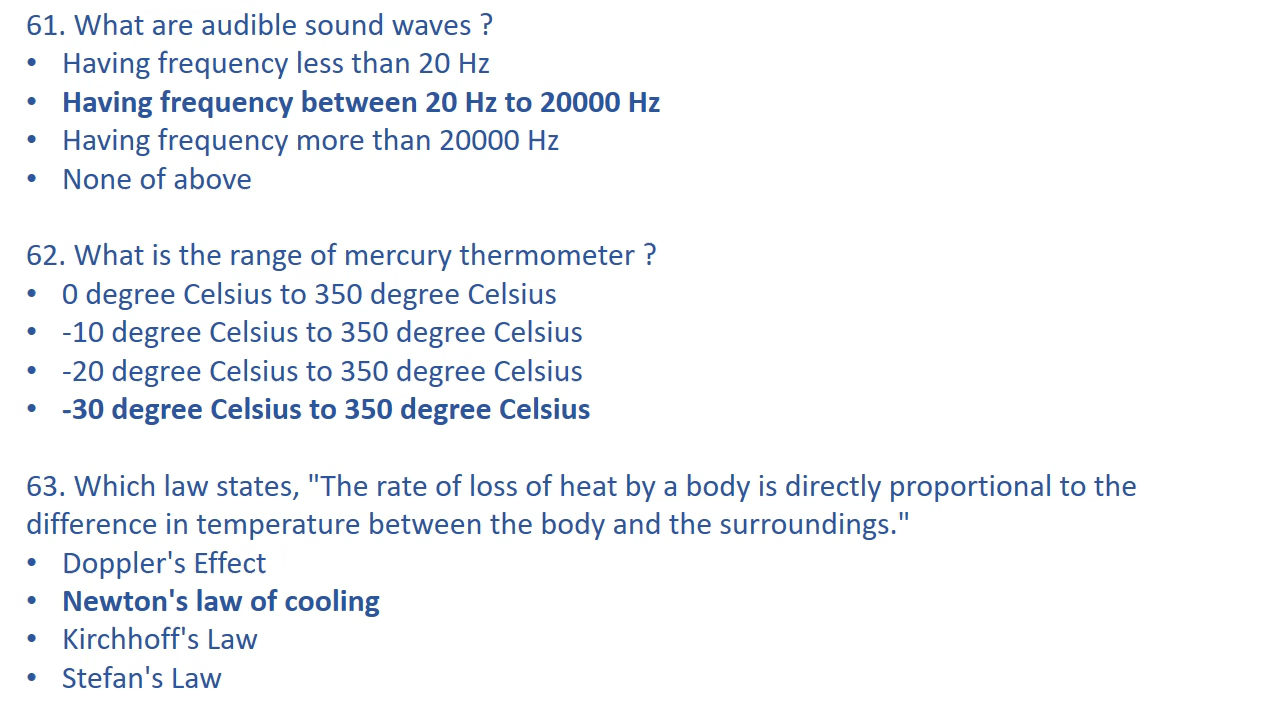 61. What are audible sound waves ?
• Having frequency less than 20 Hz
• Having frequency between 20 Hz to 20000 Hz
• Having frequency more than 20000 Hz
• None of above
62. What is the range of mercury thermometer ?
• 0 degree Celsius to 350 degree Celsius
• -10 degree Celsius to 350 degree Celsius
• -20 degree Celsius to 350 degree Celsius
• -30 degree Celsius to 350 degree Celsius
63. Which law states, "The rate of loss of heat by a body is directly proportional to the
difference in temperature between the body and the surroundings."
• Doppler's Effect
• Newton's law of cooling
• Kirchhoff's Law
• Stefan's Law